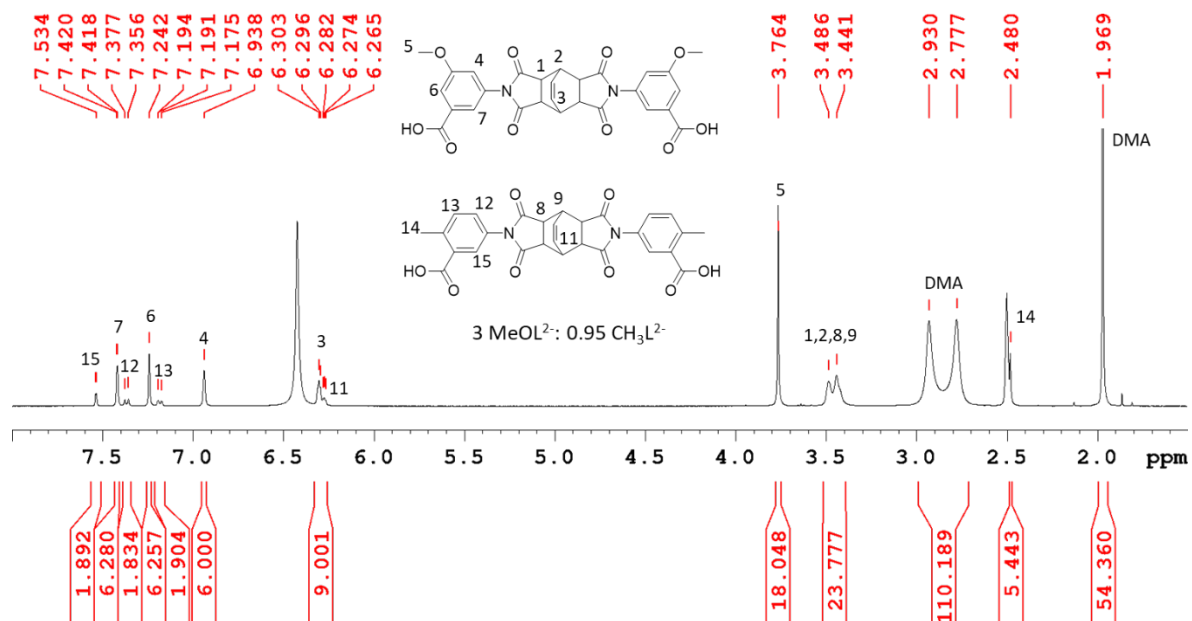 7.534
7.420
7.418
7.377
7.356
7.242
7.194
7.191
7.175
6.938
6.303
6.296
6.282
6.274
6.265
3.764
3.486
3.441
2.930
2.777
2.480
1.969
5 O 4 O 2 O O
6 N 1 3 N
7 O O
HO O O OH
DMA
13 12 O 9 O
14 N 8 11 N
15 O O
HO O O OH
5
3 MeOL²⁻: 0.95 CH₃L²⁻
DMA
15 7 12 6 13 4 3 11
1,2,8,9
14
7.5 7.0 6.5 6.0 5.5 5.0 4.5 4.0 3.5 3.0 2.5 2.0 ppm
1.892
6.280
1.834
6.257
1.904
6.000
9.001
18.048
23.777
110.189
5.443
54.360